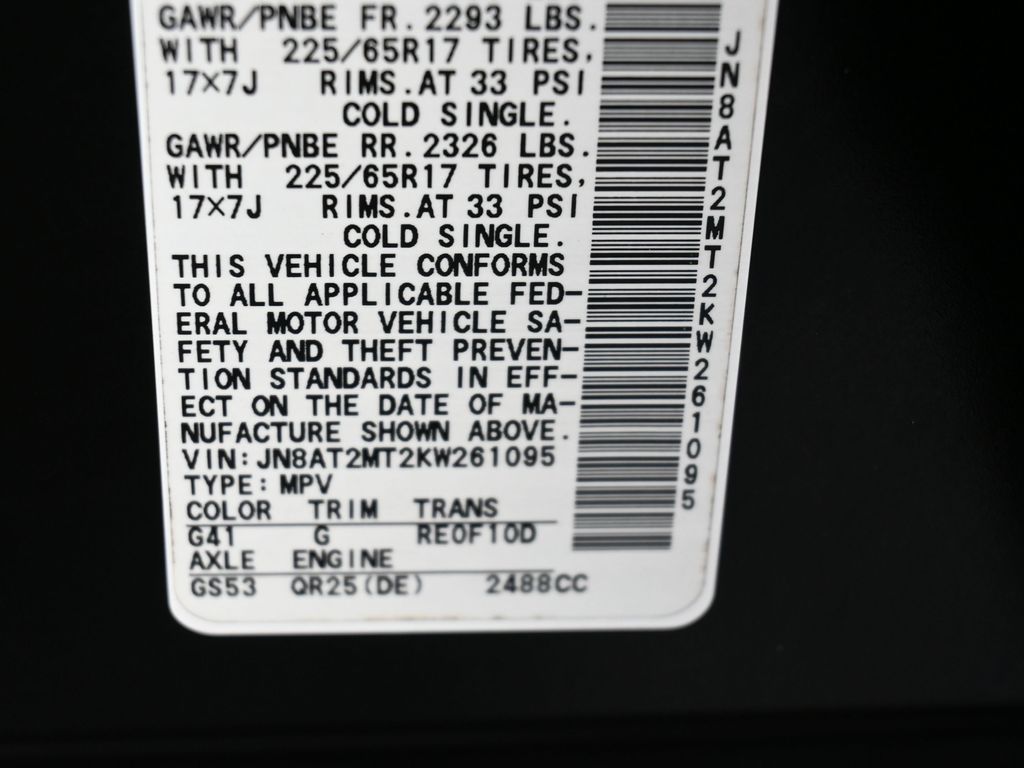 GAWR/PNBE FR. 2293 LBS.
WITH 225/65R17 TIRES,
17×7J RIMS. AT 33 PSI
COLD SINGLE.
GAWR/PNBE RR. 2326 LBS.
WITH 225/65R17 TIRES,
17×7J RIMS. AT 33 PSI
COLD SINGLE.
THIS VEHICLE CONFORMS
TO ALL APPLICABLE FED-
ERAL MOTOR VEHICLE SA-
FETY AND THEFT PREVEN-
TION STANDARDS IN EFF-
ECT ON THE DATE OF MA-
NUFACTURE SHOWN ABOVE.
VIN: JN8AT2MT2KW261095
TYPE: MPV
COLOR TRIM TRANS
G41 G RE0F10D
AXLE ENGINE
GS53 QR25(DE) 2488CC
JN8AT2MT2KW261095